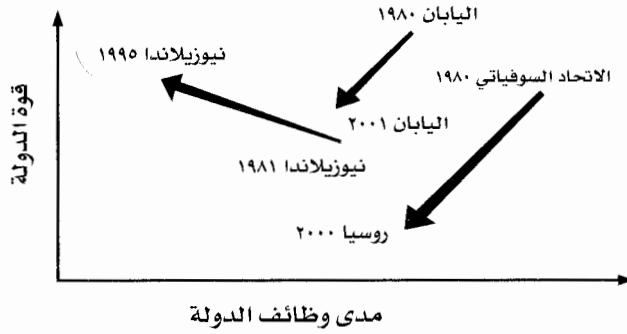 اليابان ١٩٨٠
نيوزيلاندا ١٩٩٥
الاتحاد السوفياتي ١٩٨٠
قوة الدولة
اليابان ٢٠٠١
نيوزيلاندا ١٩٨١
روسيا ٢٠٠٠
مدى وظائف الدولة